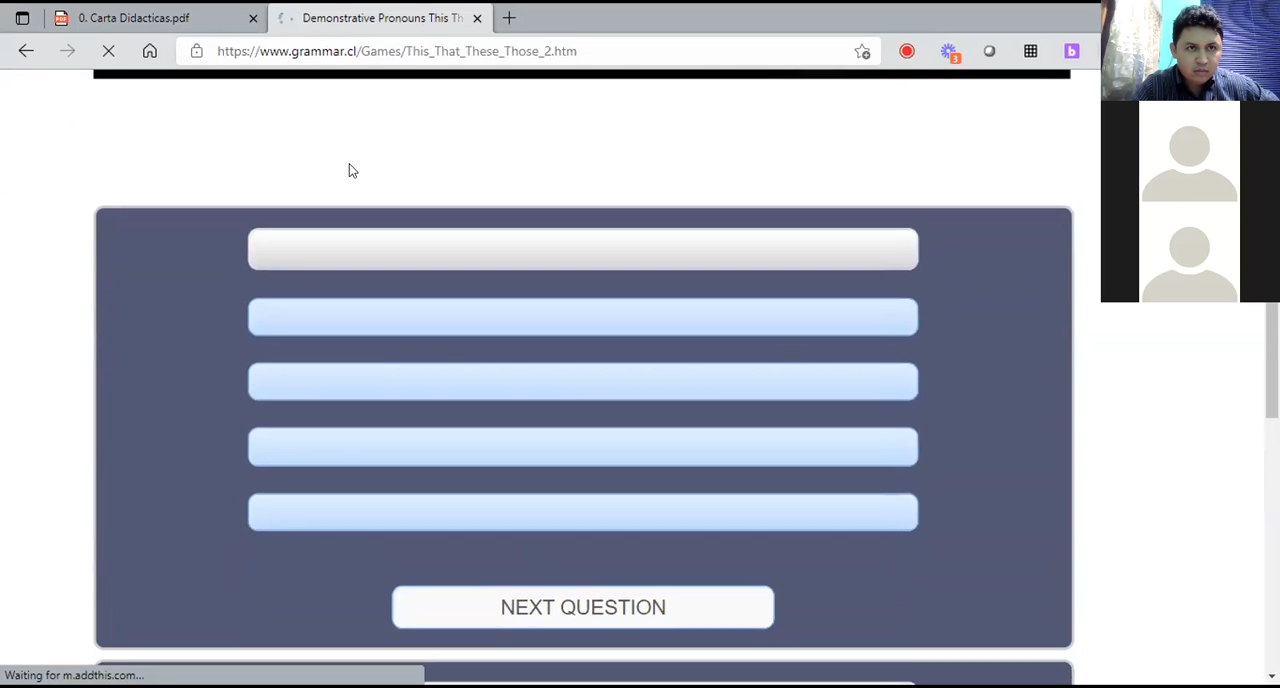 0. Carta Didacticas.pdf
Demonstrative Pronouns This Th
https://www.grammar.cl/Games/This_That_These_Those_2.htm
3
b
NEXT QUESTION
Waiting for m.addthis.com...